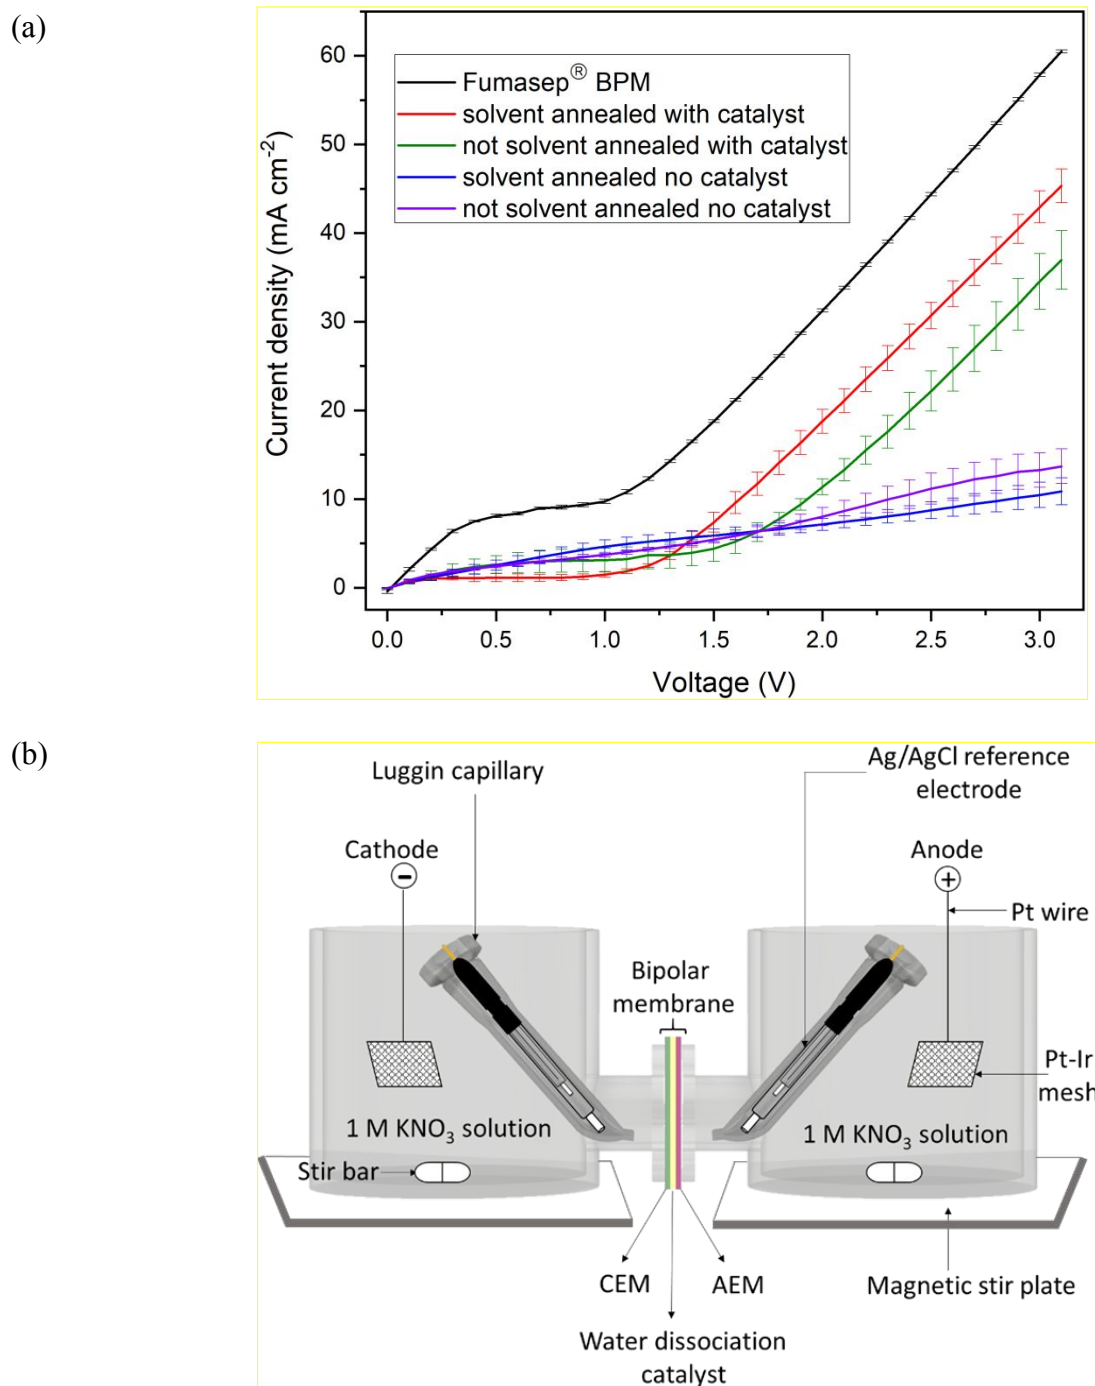 (a)
60
50
40
30
20
10
0
Current density (mA cm⁻²)
Fumasep® BPM
solvent annealed with catalyst
not solvent annealed with catalyst
solvent annealed no catalyst
not solvent annealed no catalyst
0.0 0.5 1.0 1.5 2.0 2.5 3.0
Voltage (V)
(b)
Luggin capillary
Ag/AgCl reference
electrode
Cathode
Anode
−
+
Pt wire
Bipolar
membrane
Pt-Ir
mesh
1 M KNO₃ solution
1 M KNO₃ solution
Stir bar
CEM
AEM
Magnetic stir plate
Water dissociation
catalyst